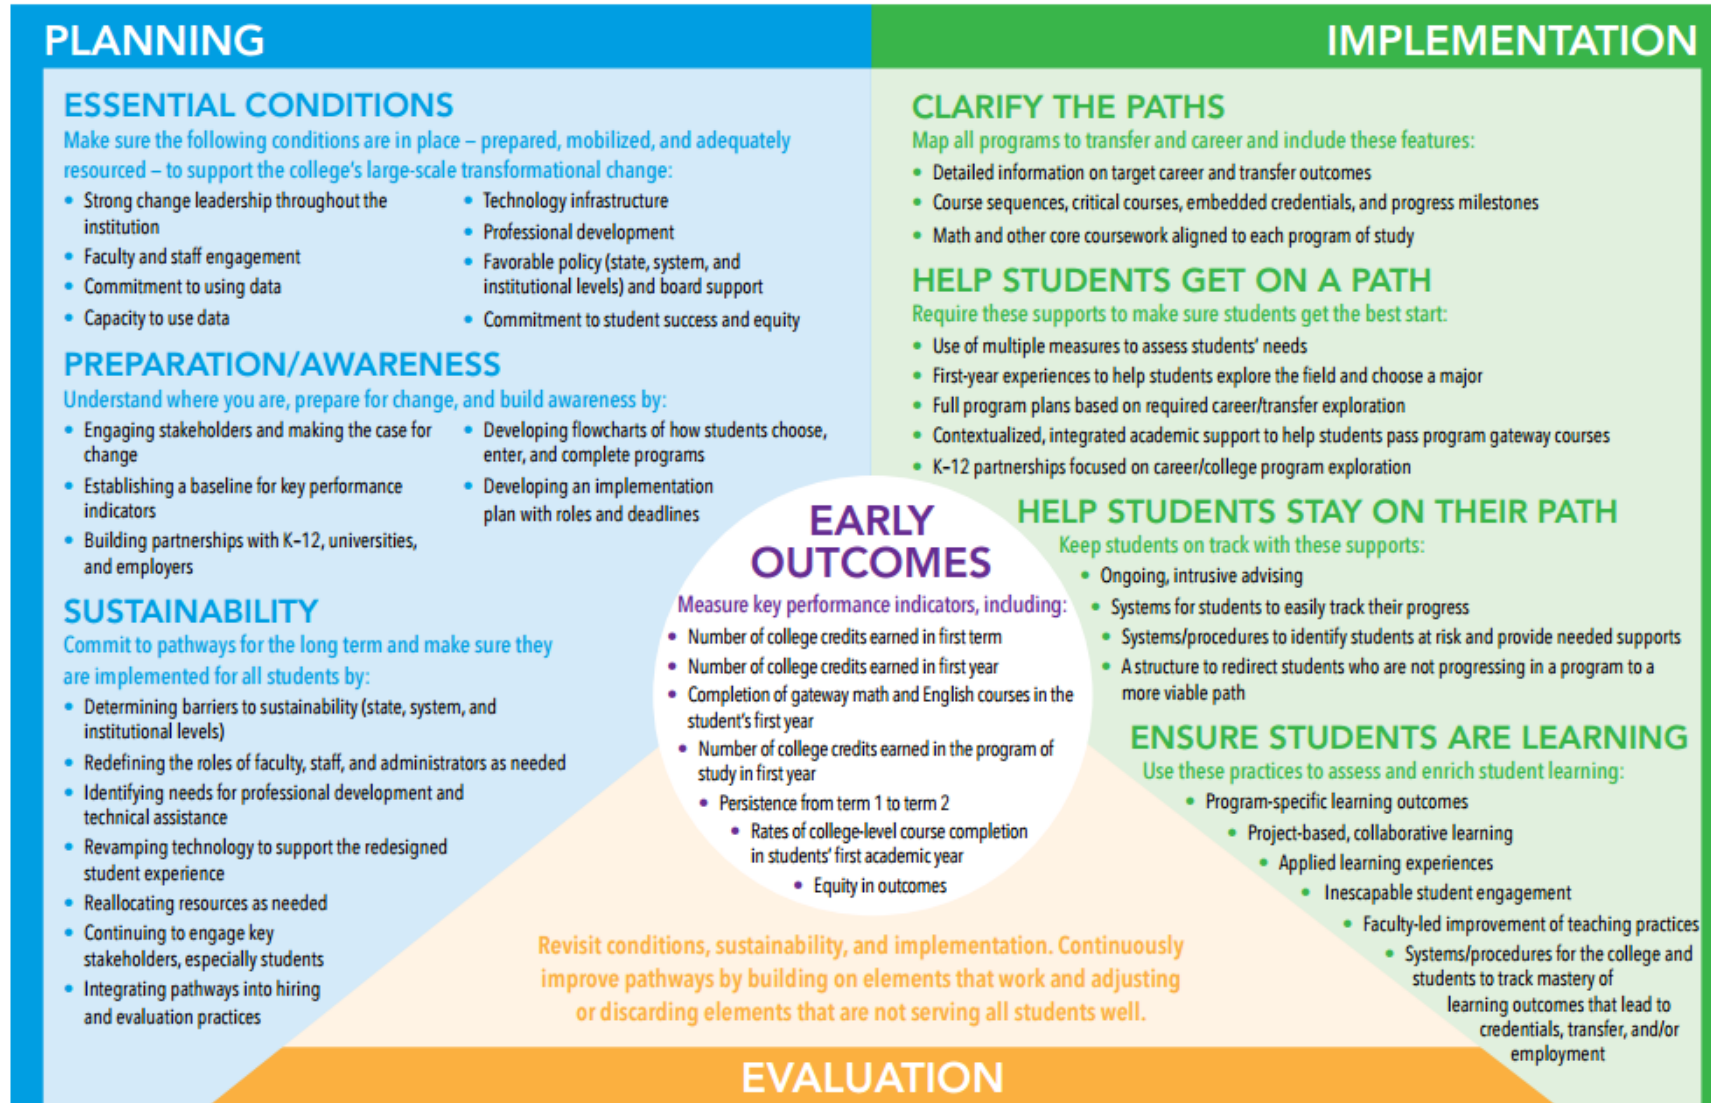 PLANNING
ESSENTIAL CONDITIONS
Make sure the following conditions are in place – prepared, mobilized, and adequately
resourced – to support the college's large-scale transformational change:
• Strong change leadership throughout the
institution
• Faculty and staff engagement
• Commitment to using data
• Capacity to use data
• Technology infrastructure
• Professional development
• Favorable policy (state, system, and
institutional levels) and board support
• Commitment to student success and equity
PREPARATION/AWARENESS
Understand where you are, prepare for change, and build awareness by:
• Engaging stakeholders and making the case for
change
• Establishing a baseline for key performance
indicators
• Building partnerships with K–12, universities,
and employers
• Developing flowcharts of how students choose,
enter, and complete programs
• Developing an implementation
plan with roles and deadlines
SUSTAINABILITY
Commit to pathways for the long term and make sure they
are implemented for all students by:
• Determining barriers to sustainability (state, system, and
institutional levels)
• Redefining the roles of faculty, staff, and administrators as needed
• Identifying needs for professional development and
technical assistance
• Revamping technology to support the redesigned
student experience
• Reallocating resources as needed
• Continuing to engage key
stakeholders, especially students
• Integrating pathways into hiring
and evaluation practices
IMPLEMENTATION
CLARIFY THE PATHS
Map all programs to transfer and career and include these features:
• Detailed information on target career and transfer outcomes
• Course sequences, critical courses, embedded credentials, and progress milestones
• Math and other core coursework aligned to each program of study
HELP STUDENTS GET ON A PATH
Require these supports to make sure students get the best start:
• Use of multiple measures to assess students' needs
• First-year experiences to help students explore the field and choose a major
• Full program plans based on required career/transfer exploration
• Contextualized, integrated academic support to help students pass program gateway courses
• K–12 partnerships focused on career/college program exploration
HELP STUDENTS STAY ON THEIR PATH
Keep students on track with these supports:
• Ongoing, intrusive advising
• Systems for students to easily track their progress
• Systems/procedures to identify students at risk and provide needed supports
• A structure to redirect students who are not progressing in a program to a
more viable path
ENSURE STUDENTS ARE LEARNING
Use these practices to assess and enrich student learning:
• Program-specific learning outcomes
• Project-based, collaborative learning
• Applied learning experiences
• Inescapable student engagement
• Faculty-led improvement of teaching practices
• Systems/procedures for the college and
students to track mastery of
learning outcomes that lead to
credentials, transfer, and/or
employment
EARLY
OUTCOMES
Measure key performance indicators, including:
• Number of college credits earned in first term
• Number of college credits earned in first year
• Completion of gateway math and English courses in the
student's first year
• Number of college credits earned in the program of
study in first year
• Persistence from term 1 to term 2
• Rates of college-level course completion
in students' first academic year
• Equity in outcomes
Revisit conditions, sustainability, and implementation. Continuously
improve pathways by building on elements that work and adjusting
or discarding elements that are not serving all students well.
EVALUATION